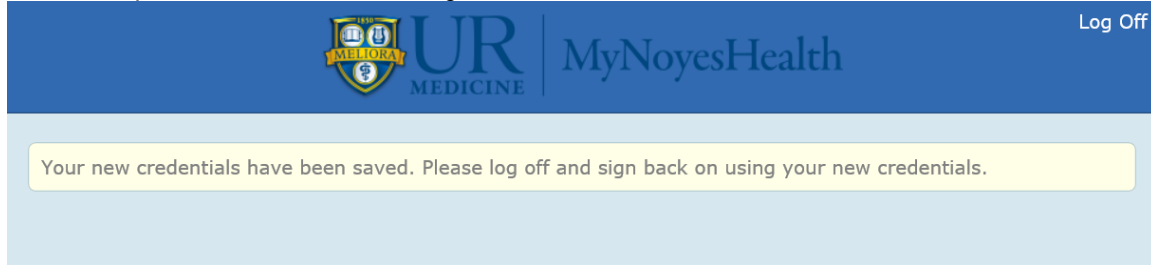 Log Off
1850
MELIORA
UR
MEDICINE
MyNoyesHealth
Your new credentials have been saved. Please log off and sign back on using your new credentials.